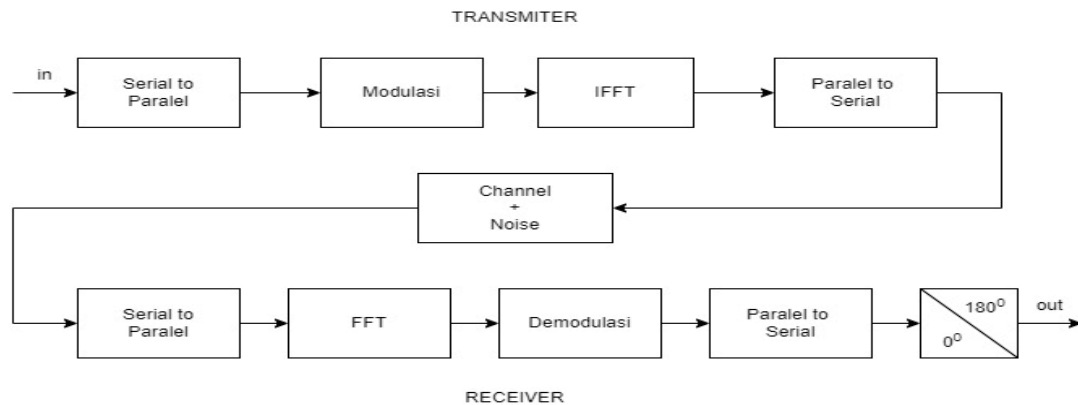 TRANSMITER
in
Serial to
Paralel
Modulasi
IFFT
Paralel to
Serial
Channel
+
Noise
Serial to
Paralel
FFT
Demodulasi
Paralel to
Serial
180⁰
0⁰
out
RECEIVER